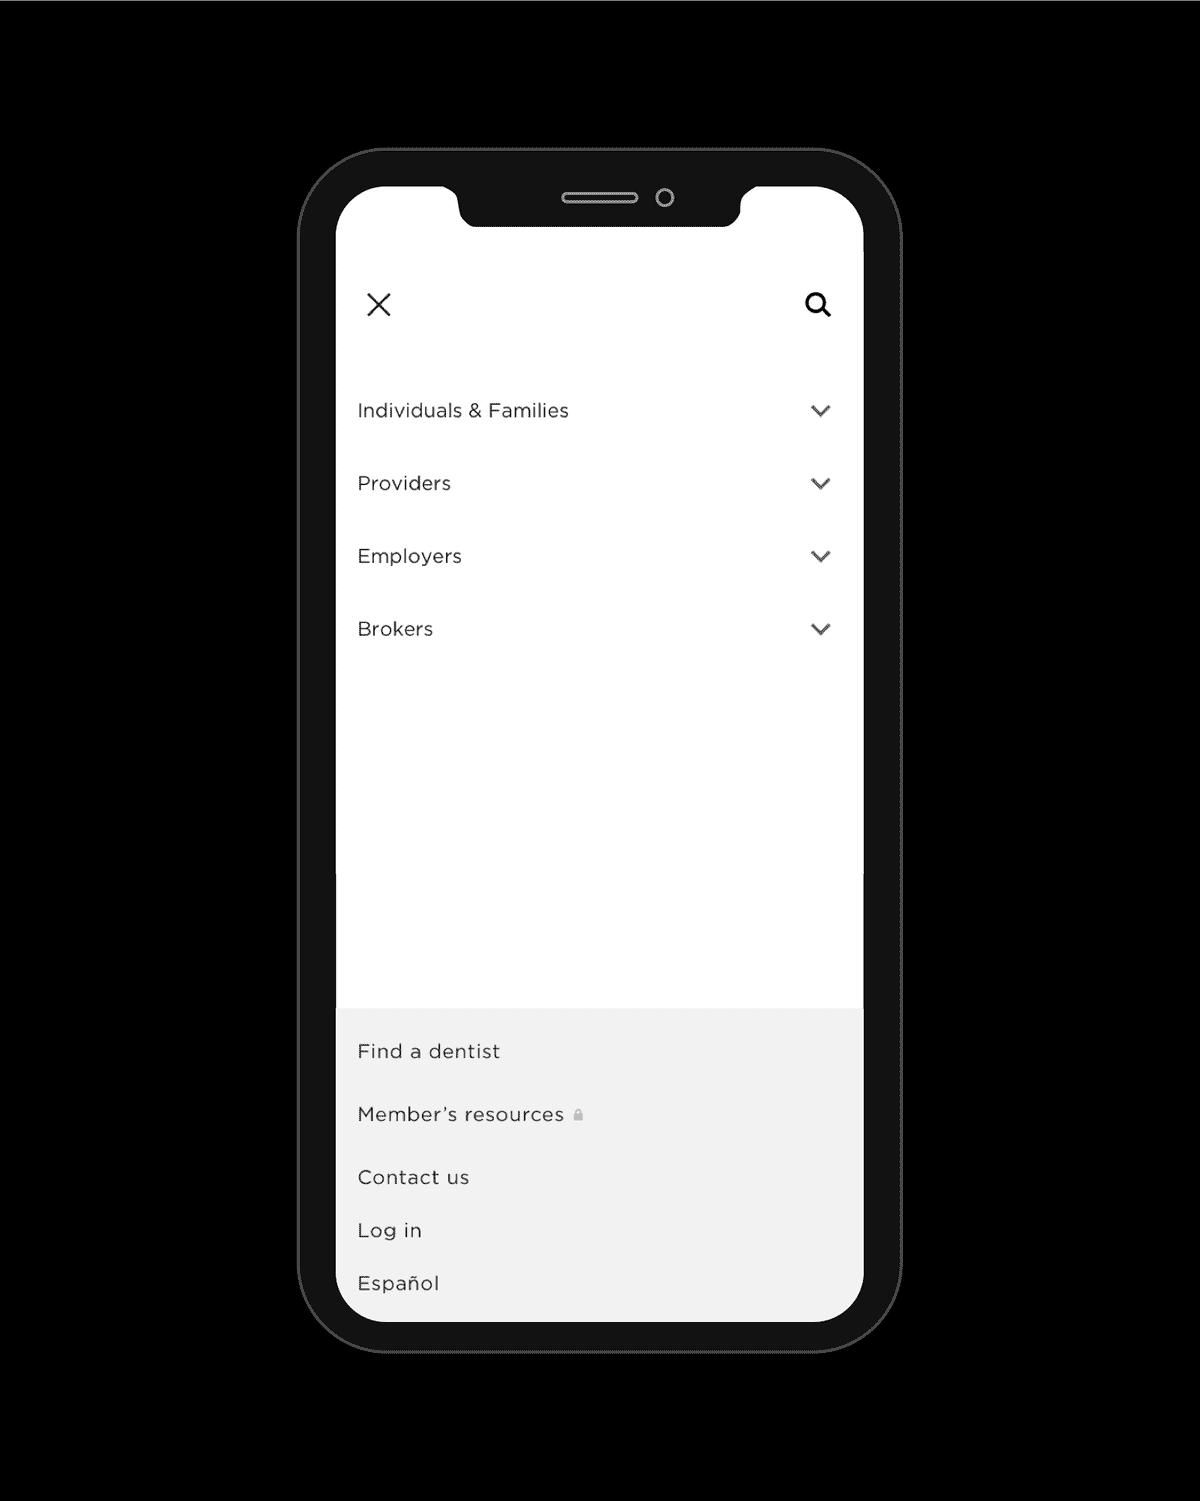 Individuals & Families
Providers
Employers
Brokers
Find a dentist
Member’s resources
Contact us
Log in
Español